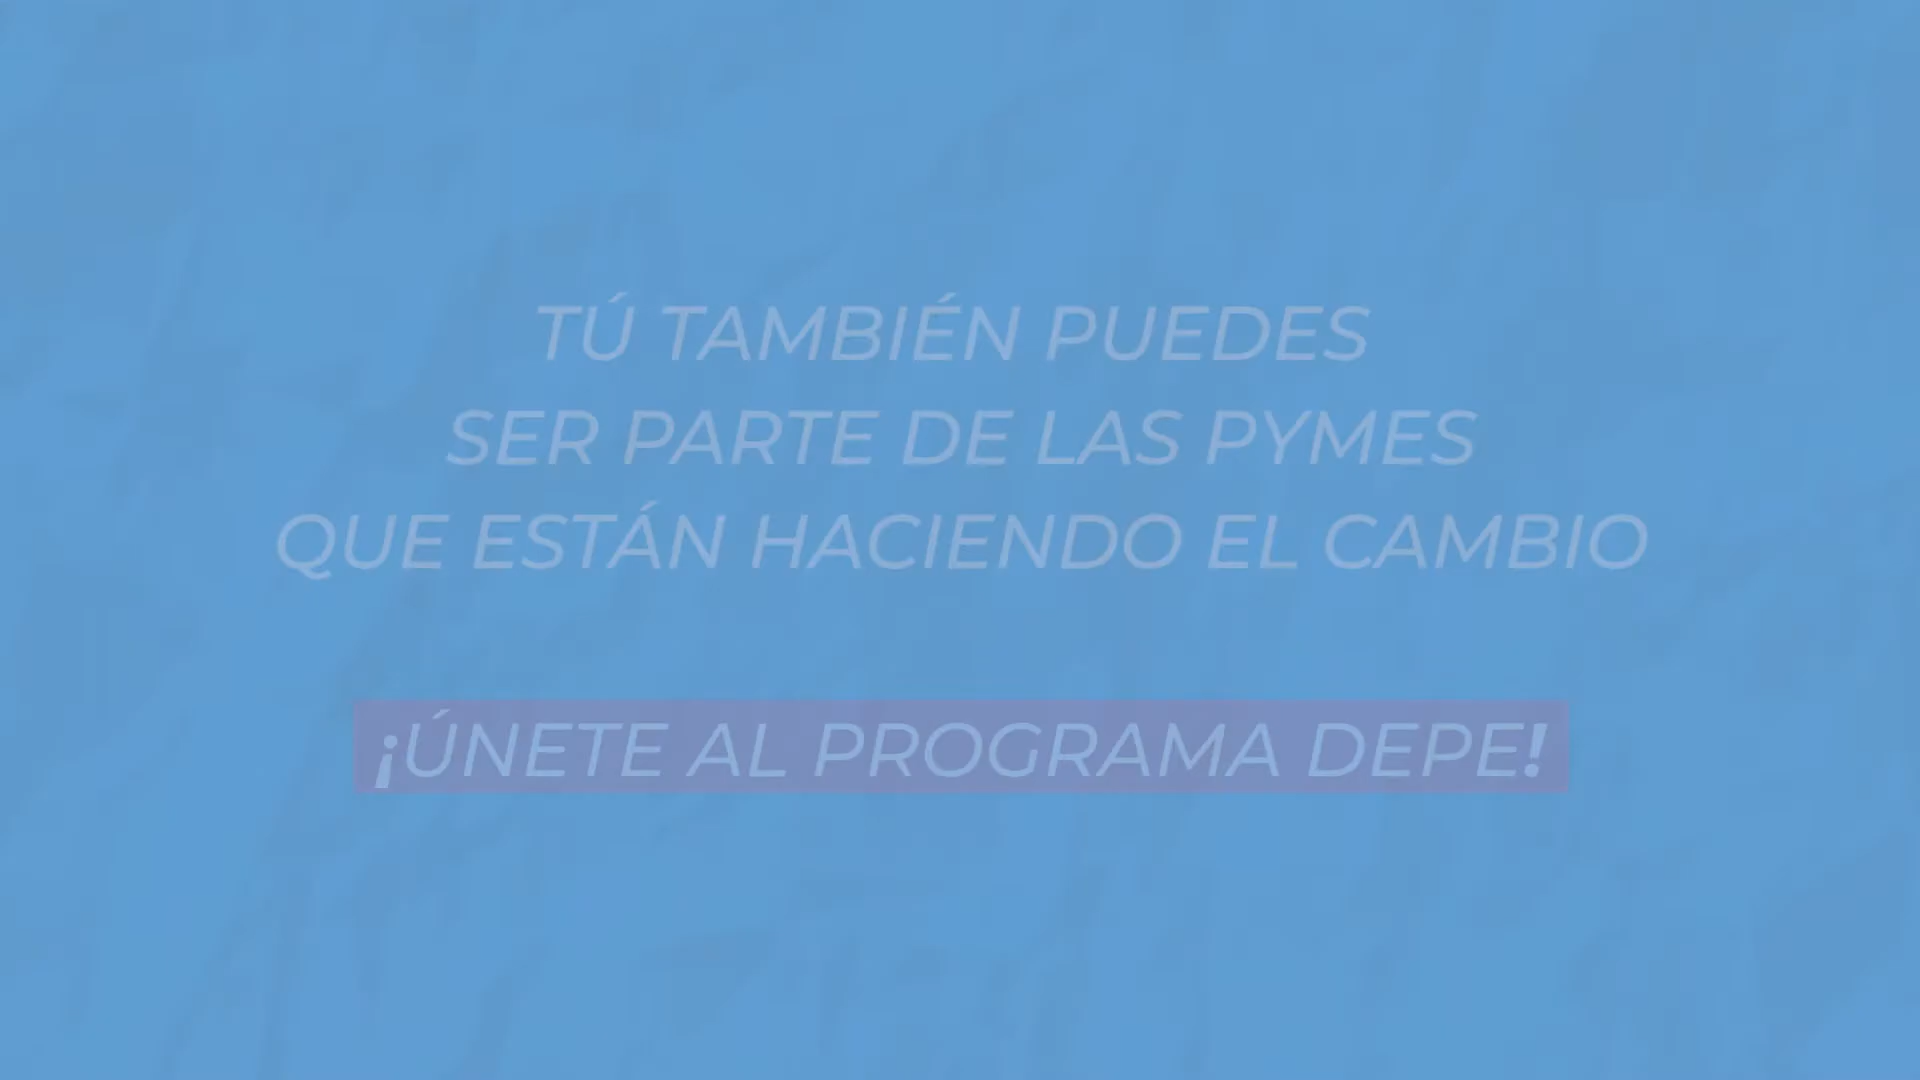 TÚ TAMBIÉN PUEDES
SER PARTE DE LAS PYMES
QUE ESTÁN HACIENDO EL CAMBIO
¡ÚNETE AL PROGRAMA DEPE!